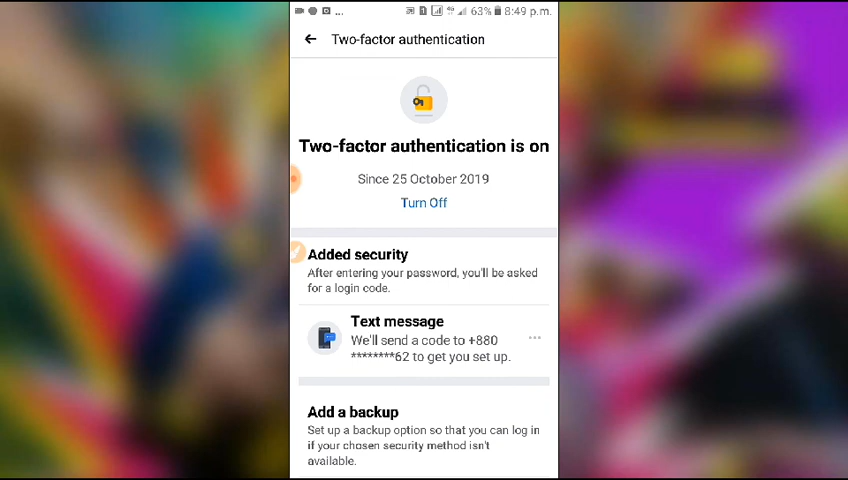 ... 4G 63% 8:49 p.m.
Two-factor authentication
Two-factor authentication is on
Since 25 October 2019
Turn Off
Added security
After entering your password, you'll be asked
for a login code.
Text message
We'll send a code to +880
********62 to get you set up.
Add a backup
Set up a backup option so that you can log in
if your chosen security method isn't
available.